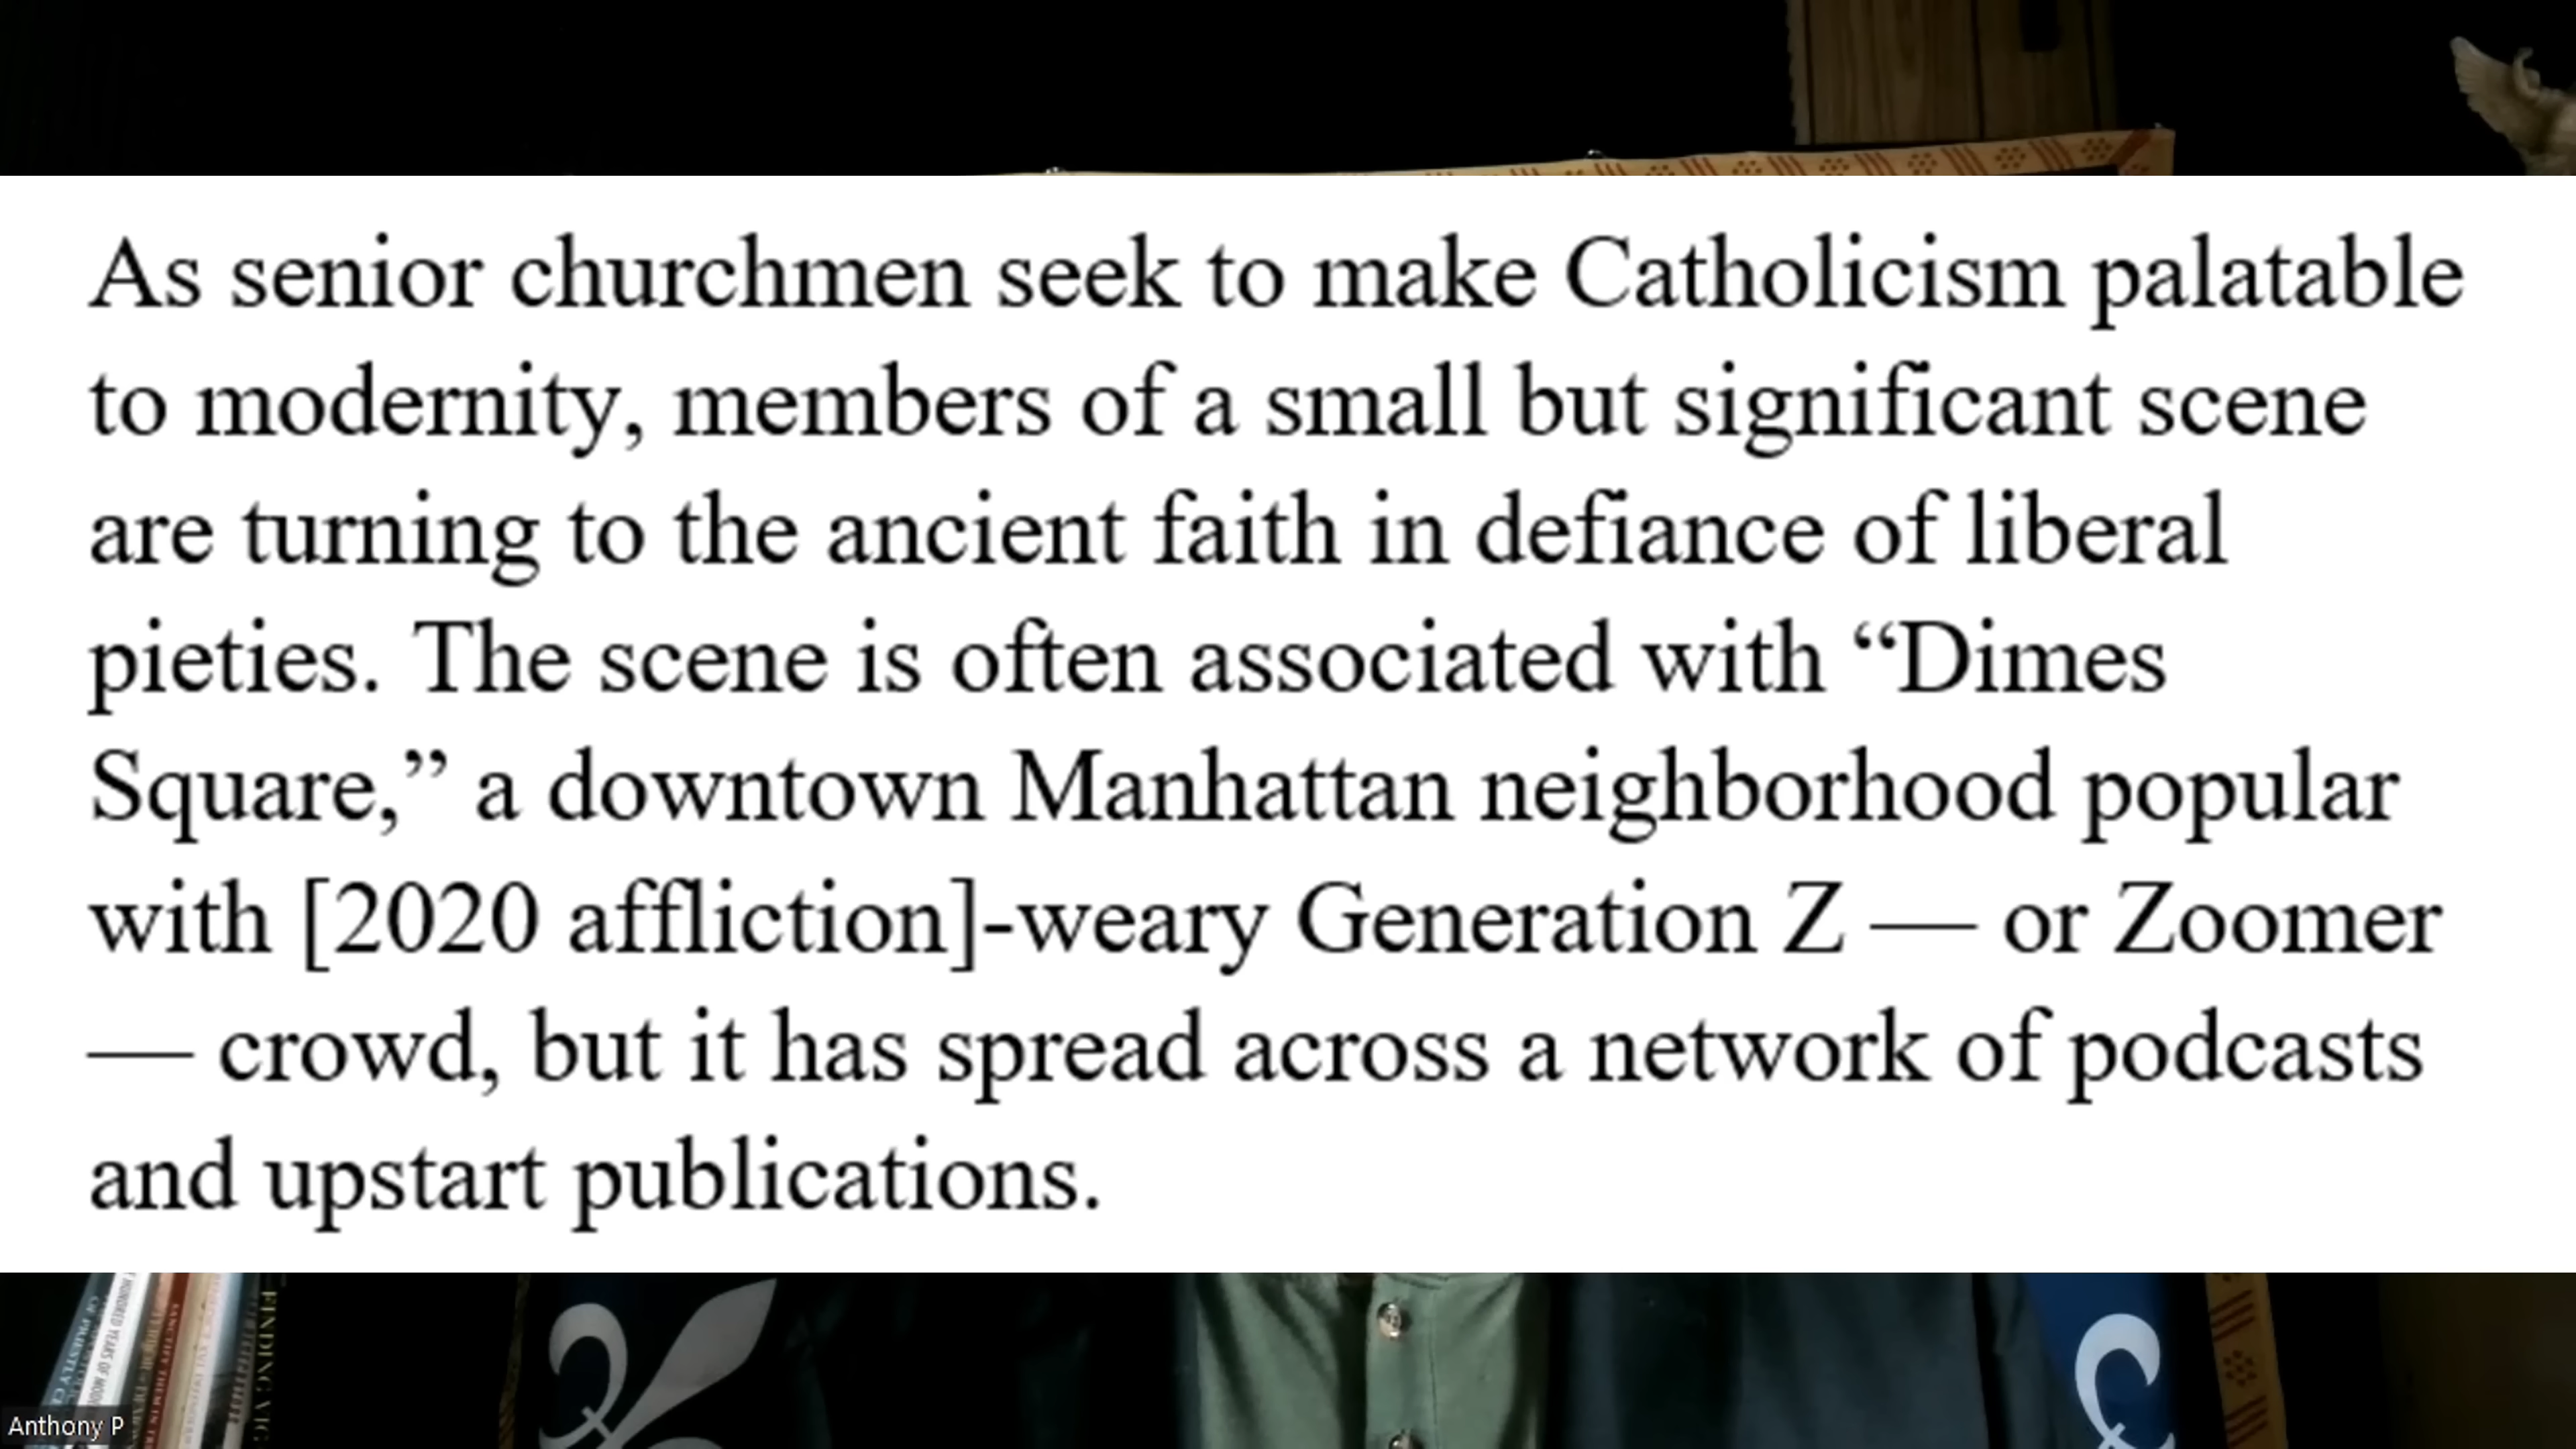 As senior churchmen seek to make Catholicism palatable
to modernity, members of a small but significant scene
are turning to the ancient faith in defiance of liberal
pieties. The scene is often associated with “Dimes
Square,” a downtown Manhattan neighborhood popular
with [2020 affliction]-weary Generation Z — or Zoomer
— crowd, but it has spread across a network of podcasts
and upstart publications.
FINDING
Anthony P